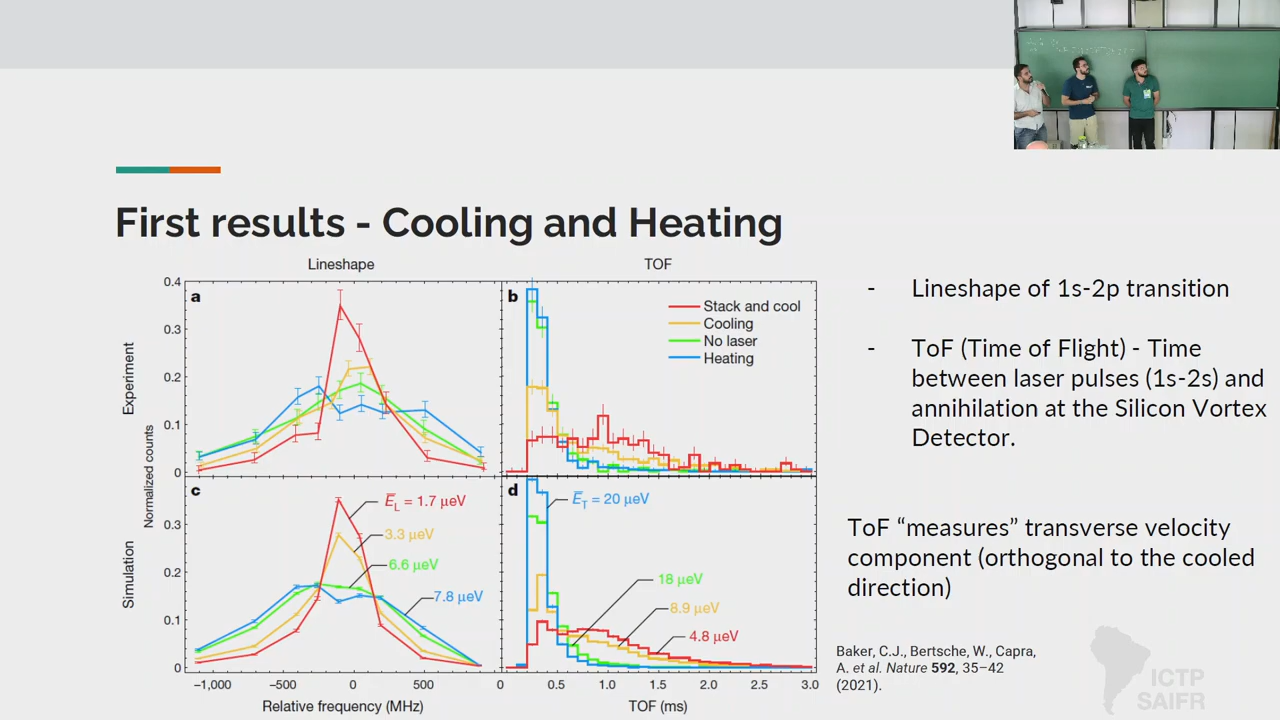 First results - Cooling and Heating
Lineshape
TOF
a
b
0.4
0.3
0.2
0.1
0
Experiment
Stack and cool
Cooling
No laser
Heating
c
d
0.3
0.2
0.1
0
Simulation
Normalized counts
E̅L = 1.7 μeV
3.3 μeV
6.6 μeV
7.8 μeV
E̅T = 20 μeV
18 μeV
8.9 μeV
4.8 μeV
−1,000 −500 0 500
0 0.5 1.0 1.5 2.0 2.5 3.0
Relative frequency (MHz)
TOF (ms)
- Lineshape of 1s-2p transition
- ToF (Time of Flight) - Time
between laser pulses (1s-2s) and
annihilation at the Silicon Vortex
Detector.
ToF “measures” transverse velocity
component (orthogonal to the cooled
direction)
Baker, C.J., Bertsche, W., Capra,
A. et al. Nature 592, 35–42
(2021).
ICTP
SAIFR